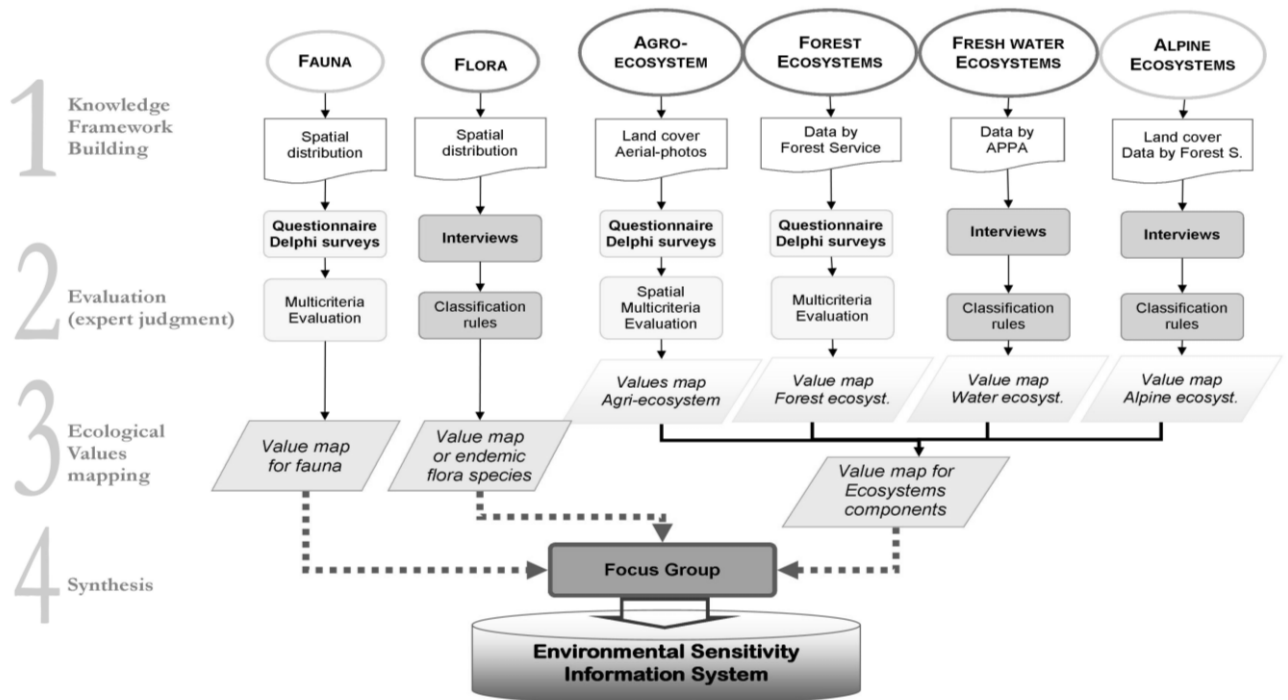 FAUNA
FLORA
AGRO-
ECOSYSTEM
FOREST
ECOSYSTEMS
FRESH WATER
ECOSYSTEMS
ALPINE
ECOSYSTEMS
1
Knowledge
Framework
Building
Spatial
distribution
Spatial
distribution
Land cover
Aerial-photos
Data by
Forest Service
Data by
APPA
Land cover
Data by Forest S.
2
Evaluation
(expert judgment)
Questionnaire
Delphi surveys
Interviews
Questionnaire
Delphi surveys
Questionnaire
Delphi surveys
Interviews
Interviews
Multicriteria
Evaluation
Classification
rules
Spatial
Multicriteria
Evaluation
Multicriteria
Evaluation
Classification
rules
Classification
rules
3
Ecological
Values
mapping
Values map
Agri-ecosystem
Value map
Forest ecosyst.
Value map
Water ecosyst.
Value map
Alpine ecosyst.
Value map
for fauna
Value map
or endemic
flora species
Value map for
Ecosystems
components
4
Synthesis
Focus Group
Environmental Sensitivity
Information System